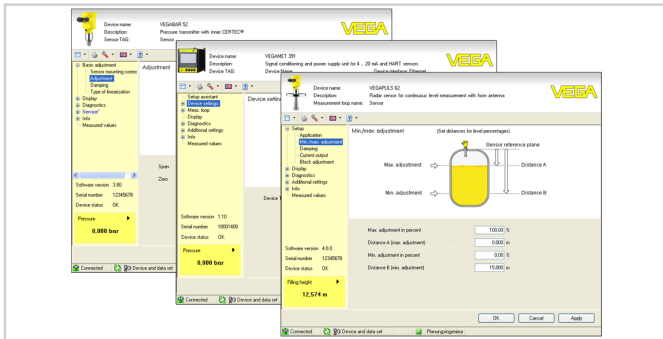 Device name: VEGABAR 52
Description: Pressure transmitter with inner CERTEC®
Sensor TAG: Sensor
VEGA
Basic adjustment
Sensor mounting correc
Adjustment
Damping
Type of linearization
Display
Diagnostics
Service*
Info
Measured values
Adjustment
Span
Zero
Software version 3.80
Serial number 12345678
Device status OK
Pressure
0,000 bar
Connected
Device and data set
Device name: VEGAMET 391
Description: Signal conditioning and power supply unit for 4 .. 20 mA and HART sensors
Device TAG: Device Name
Device interface: Ethernet
VEGA
Setup assistant
Device settings
Meas. loop
Display
Diagnostics
Additional settings
Info
Measured values
Device settin
Device T
Software version 1.10
Serial number 10001400
Device status OK
Pressure
0,000 bar
Connected
Device and data set
Device name: VEGAPULS 62
Description: Radar sensor for continuous level measurement with horn antenna
Measurement loop name: Sensor
VEGA
Setup
Application
Min./max. adjustment
Damping
Current output
Block adjustment
Display
Diagnostics
Additional settings
Info
Measured values
Min./max. adjustment (Set distances for level percentages)
Sensor reference plane
Max. adjustment
Distance A
Min. adjustment
Distance B
Max. adjustment in percent 100,00 %
Distance A (max. adjustment) 0,000 m
Min. adjustment in percent 0,00 %
Distance B (min. adjustment) 15,000 m
Software version 4.0.0
Serial number 12345678
Device status OK
Filling height
12,574 m
OK Cancel Apply
Connected
Device and data set
Planungsingenieur: